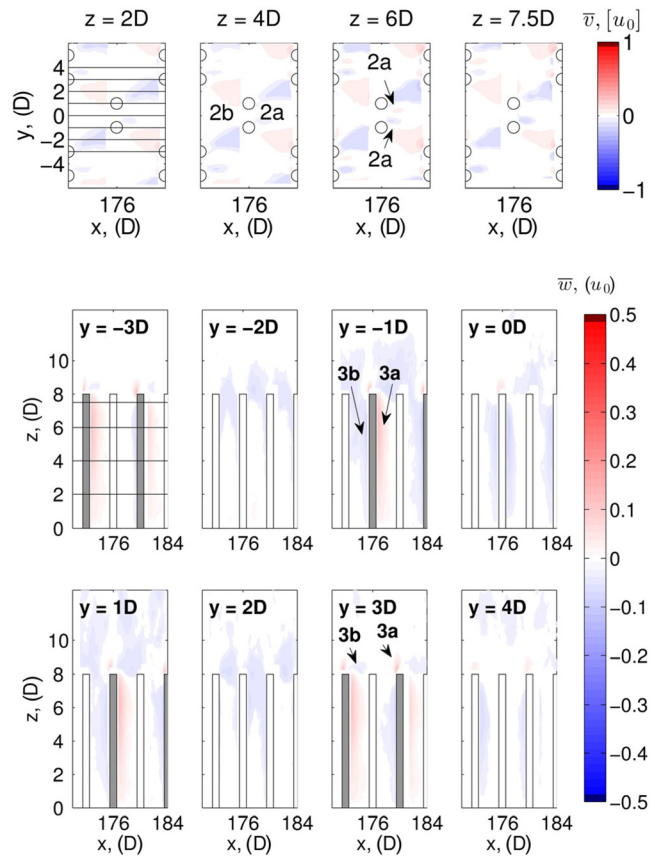 z = 2D z = 4D z = 6D z = 7.5D v̅, [u₀]
4
2
0
−2
−4
y, (D)
2b 2a
2a
2a
1
0
−1
176 176 176 176
x, (D) x, (D) x, (D) x, (D)
w̅, (u₀)
y = −3D y = −2D y = −1D y = 0D
3b 3a
10
8
6
4
2
0
z, (D)
176 184 176 184 176 184 176 184
y = 1D y = 2D y = 3D y = 4D
3b 3a
10
8
6
4
2
0
z, (D)
176 184 176 184 176 184 176 184
x, (D) x, (D) x, (D) x, (D)
0.5
0.4
0.3
0.2
0.1
0
−0.1
−0.2
−0.3
−0.4
−0.5